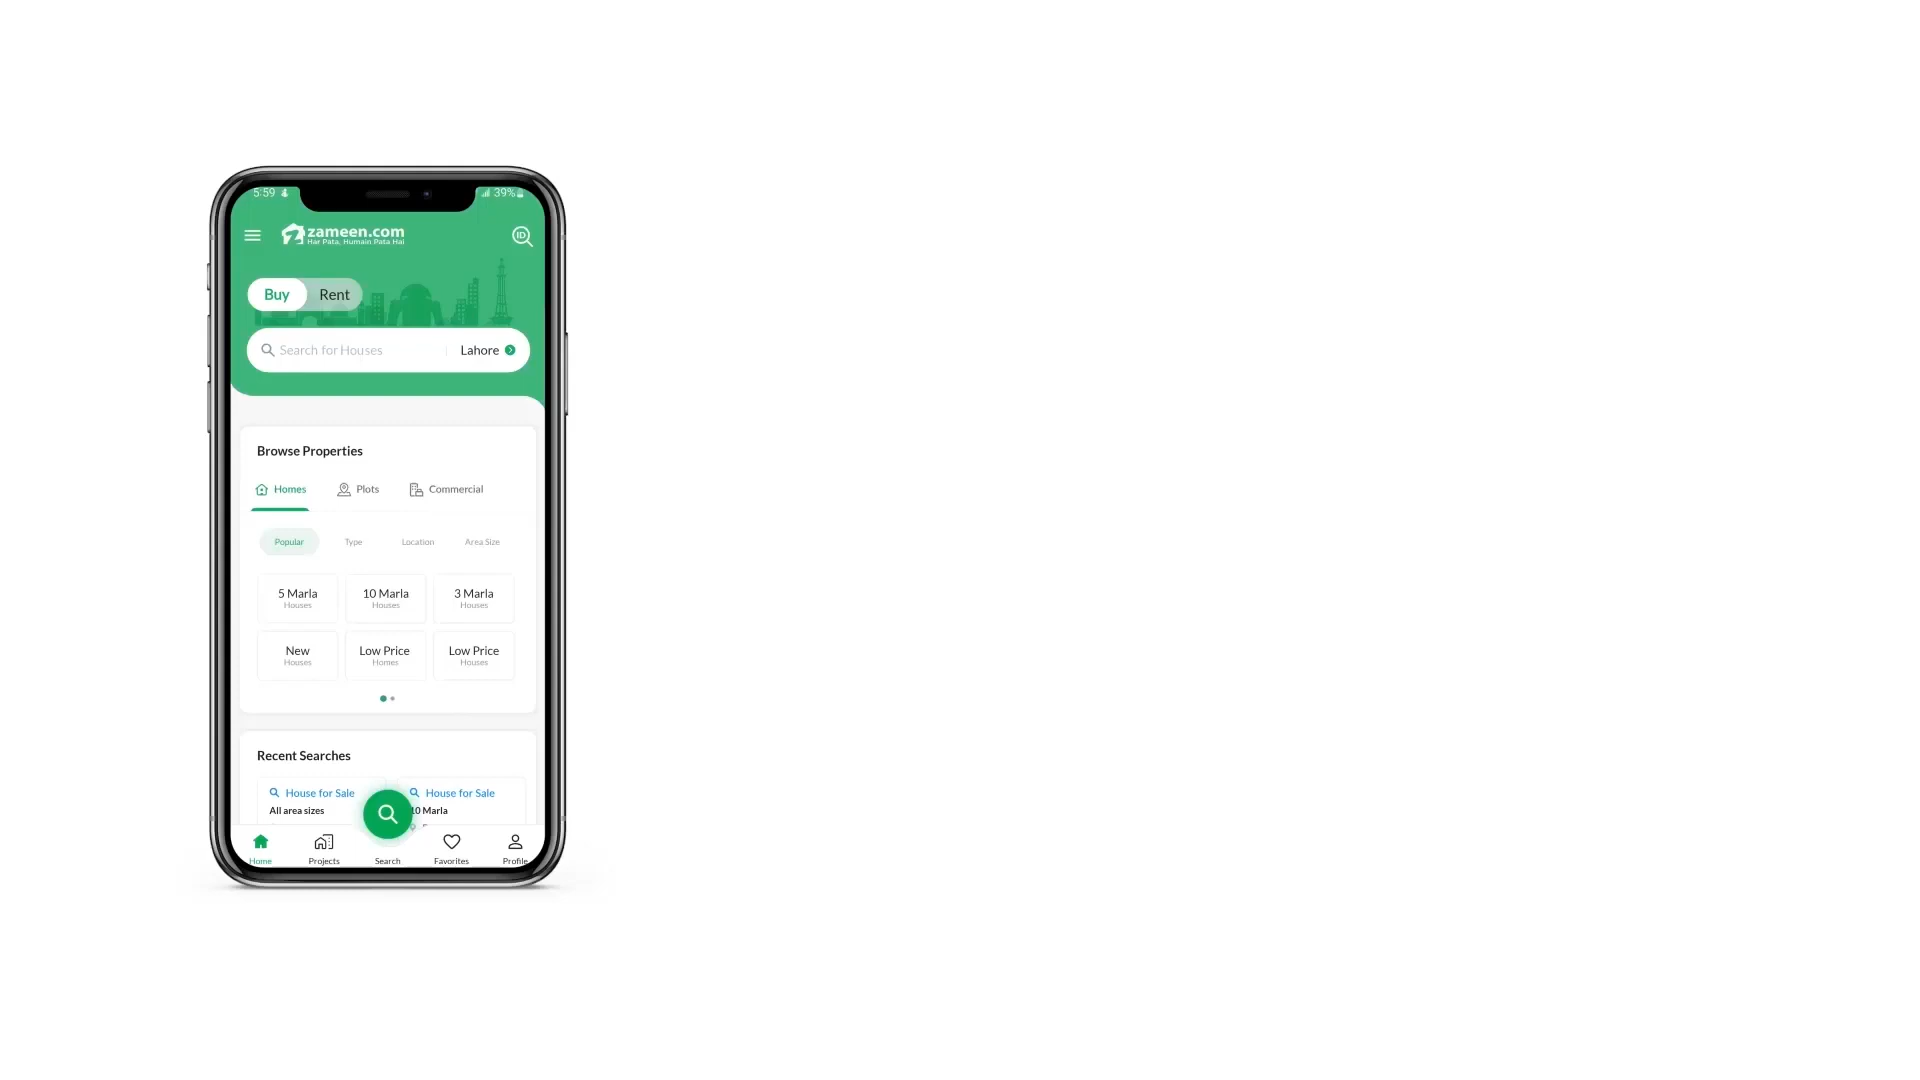 5:59 39%
zameen.com
Har Pata, Humain Pata Hai
ID
Buy Rent
Search for Houses Lahore
Browse Properties
Homes Plots Commercial
Popular Type Location Area Size
5 Marla 10 Marla 3 Marla
Houses Houses Houses
New Low Price Low Price
Houses Homes Houses
Recent Searches
House for Sale House for Sale
All area sizes 10 Marla
Home Projects Search Favorites Profile